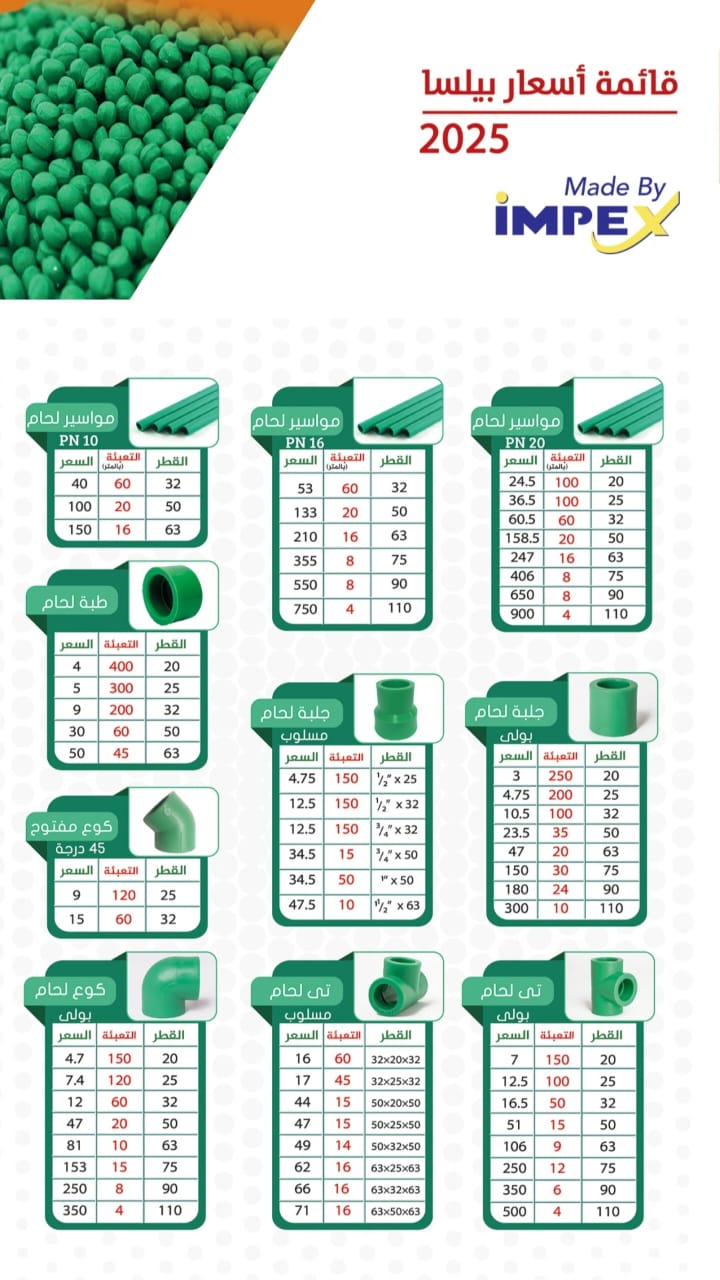 قائمة أسعار بيلسا
2025
Made By
iMPEX
مواسير لحام
PN 20
القطر التعبئة (بالمتر) السعر
20 100 24.5
25 100 36.5
32 60 60.5
50 20 158.5
63 16 247
75 8 406
90 8 650
110 4 900
مواسير لحام
PN 16
القطر التعبئة (بالمتر) السعر
32 60 53
50 20 133
63 16 210
75 8 355
90 8 550
110 4 750
مواسير لحام
PN 10
القطر التعبئة (بالمتر) السعر
32 60 40
50 20 100
63 16 150
طبة لحام
القطر التعبئة السعر
20 400 4
25 300 5
32 200 9
50 60 30
63 45 50
جلبة لحام
بولى
القطر التعبئة السعر
20 250 3
25 200 4.75
32 100 10.5
50 35 23.5
63 20 47
75 30 150
90 24 180
110 10 300
جلبة لحام
مسلوب
القطر التعبئة السعر
1/2" x 25 150 4.75
1/2" x 32 150 12.5
3/4" x 32 150 12.5
3/4" x 50 15 34.5
1" x 50 50 34.5
1 1/2" x 63 10 47.5
كوع مفتوح
45 درجة
القطر التعبئة السعر
25 120 9
32 60 15
تى لحام
بولى
القطر التعبئة السعر
20 150 7
25 100 12.5
32 50 16.5
50 15 51
63 9 106
75 12 250
90 6 350
110 4 500
تى لحام
مسلوب
القطر التعبئة السعر
32×20×32 60 16
32×25×32 45 17
50×20×50 15 44
50×25×50 15 47
50×32×50 14 49
63×25×63 16 62
63×32×63 16 66
63×50×63 16 71
كوع لحام
بولى
القطر التعبئة السعر
20 150 4.7
25 120 7.4
32 60 12
50 20 47
63 10 81
75 15 153
90 8 250
110 4 350